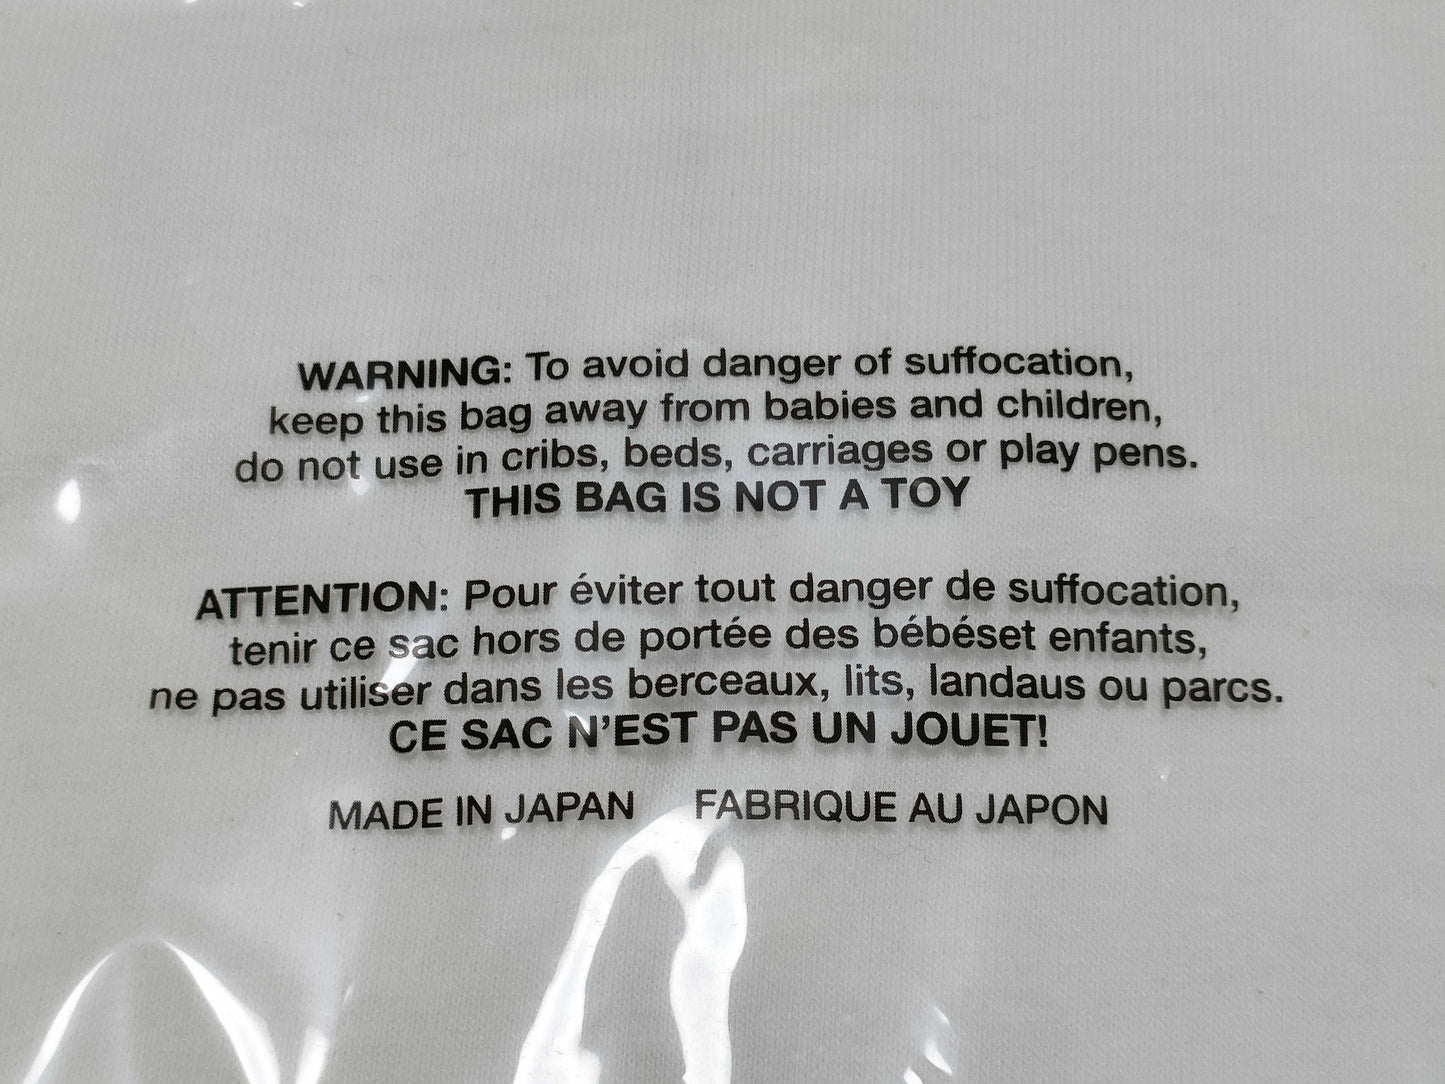 WARNING: To avoid danger of suffocation,
keep this bag away from babies and children,
do not use in cribs, beds, carriages or play pens.
THIS BAG IS NOT A TOY
ATTENTION: Pour éviter tout danger de suffocation,
tenir ce sac hors de portée des bébéset enfants,
ne pas utiliser dans les berceaux, lits, landaus ou parcs.
CE SAC N'EST PAS UN JOUET!
MADE IN JAPAN FABRIQUE AU JAPON